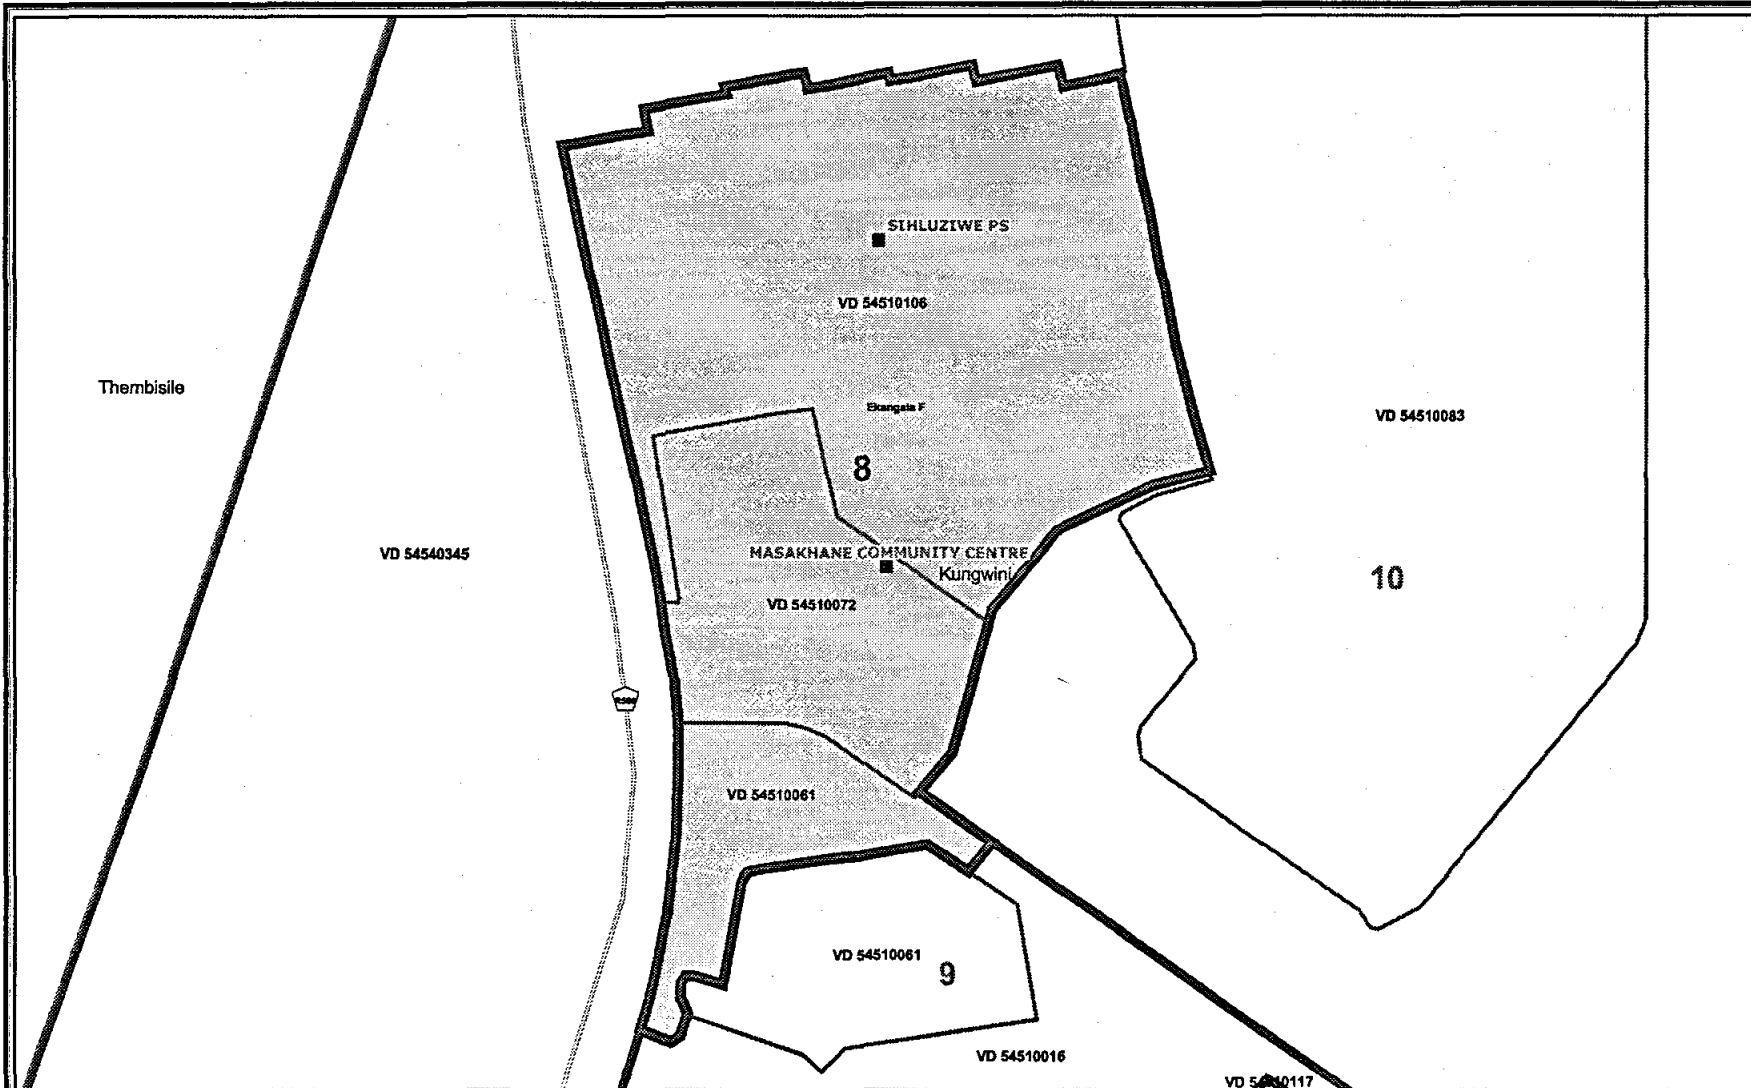 SIHLUZIWE PS
VD 54510106
Thembisile
Ekangala F
VD 54510083
8
VD 54540345
MASAKHANE COMMUNITY CENTRE
Kungwini
10
VD 54510072
VD 54510061
VD 54510061
9
VD 54510016